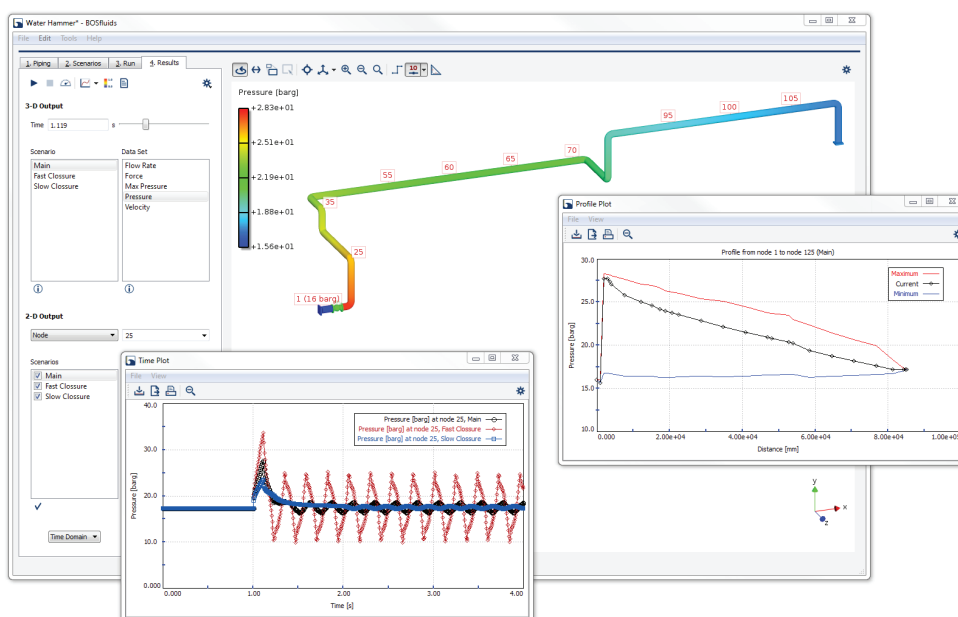 Water Hammer* - BOSfluids
File Edit Tools Help
1. Piping 2. Scenarios 3. Run 4. Results
3-D Output
Time 1.119 s
Scenario Data Set
Main Flow Rate
Fast Clossure Force
Slow Clossure Max Pressure
Pressure
Velocity
2-D Output
Node 25
Scenarios
Main
Fast Clossure
Slow Clossure
Time Domain
10
Pressure [barg]
+2.83e+01
+2.51e+01
+2.19e+01
+1.88e+01
+1.56e+01
1 (16 barg)
25
35
55
60
65
70
95
100
105
y
x
z
Profile Plot
File View
Profile from node 1 to node 125 (Main)
Maximum
Current
Minimum
Pressure [barg]
30.0
25.0
20.0
15.0
10.0
0.000 2.00e+04 4.00e+04 6.00e+04 8.00e+04 1.00e+05
Distance [mm]
Time Plot
File View
Pressure [barg] at node 25, Main
Pressure [barg] at node 25, Fast Clossure
Pressure [barg] at node 25, Slow Clossure
Pressure [barg]
40.0
30.0
20.0
10.0
0.000
0.000 1.00 2.00 3.00 4.00
Time [s]